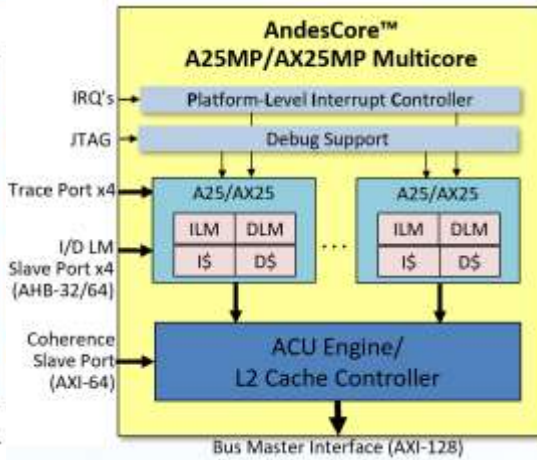 AndesCore™
A25MP/AX25MP Multicore
IRQ's
Platform-Level Interrupt Controller
JTAG
Debug Support
Trace Port x4
A25/AX25
A25/AX25
ILM
DLM
I$
D$
. . .
ILM
DLM
I$
D$
I/D LM
Slave Port x4
(AHB-32/64)
Coherence
Slave Port
(AXI-64)
ACU Engine/
L2 Cache Controller
Bus Master Interface (AXI-128)